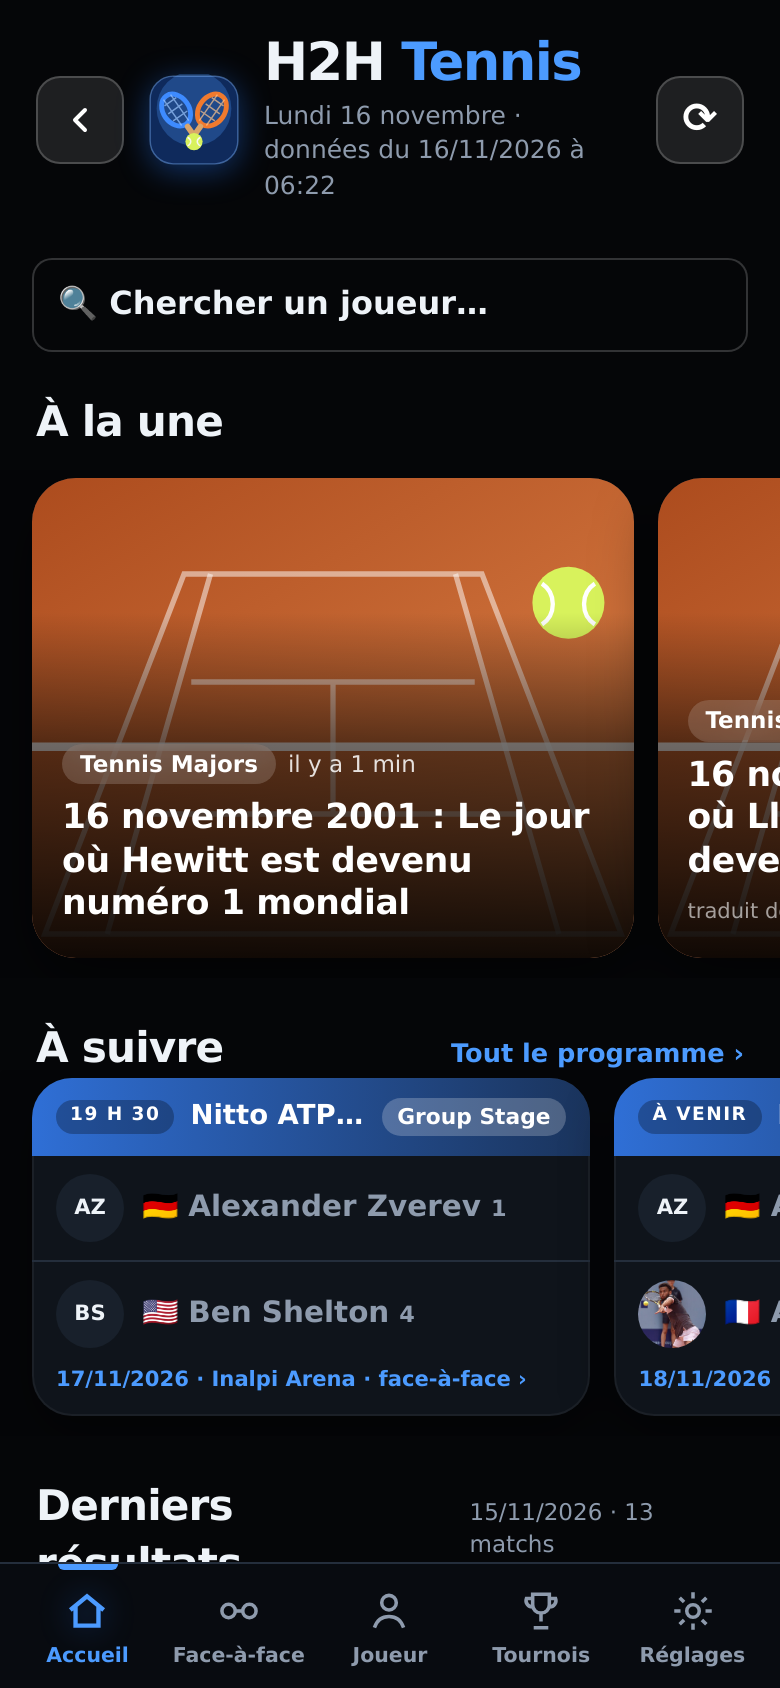 H2H Tennis
Lundi 16 novembre ·
données du 16/11/2026 à
06:22
Chercher un joueur…
À la une
Tennis Majors il y a 1 min
16 novembre 2001 : Le jour
où Hewitt est devenu
numéro 1 mondial
À suivre
Tout le programme ›
19 H 30 Nitto ATP… Group Stage
AZ Alexander Zverev 1
BS Ben Shelton 4
17/11/2026 · Inalpi Arena · face-à-face ›
À VENIR
AZ
18/11/2026
Derniers
résultats
15/11/2026 · 13
matchs
Accueil
Face-à-face
Joueur
Tournois
Réglages